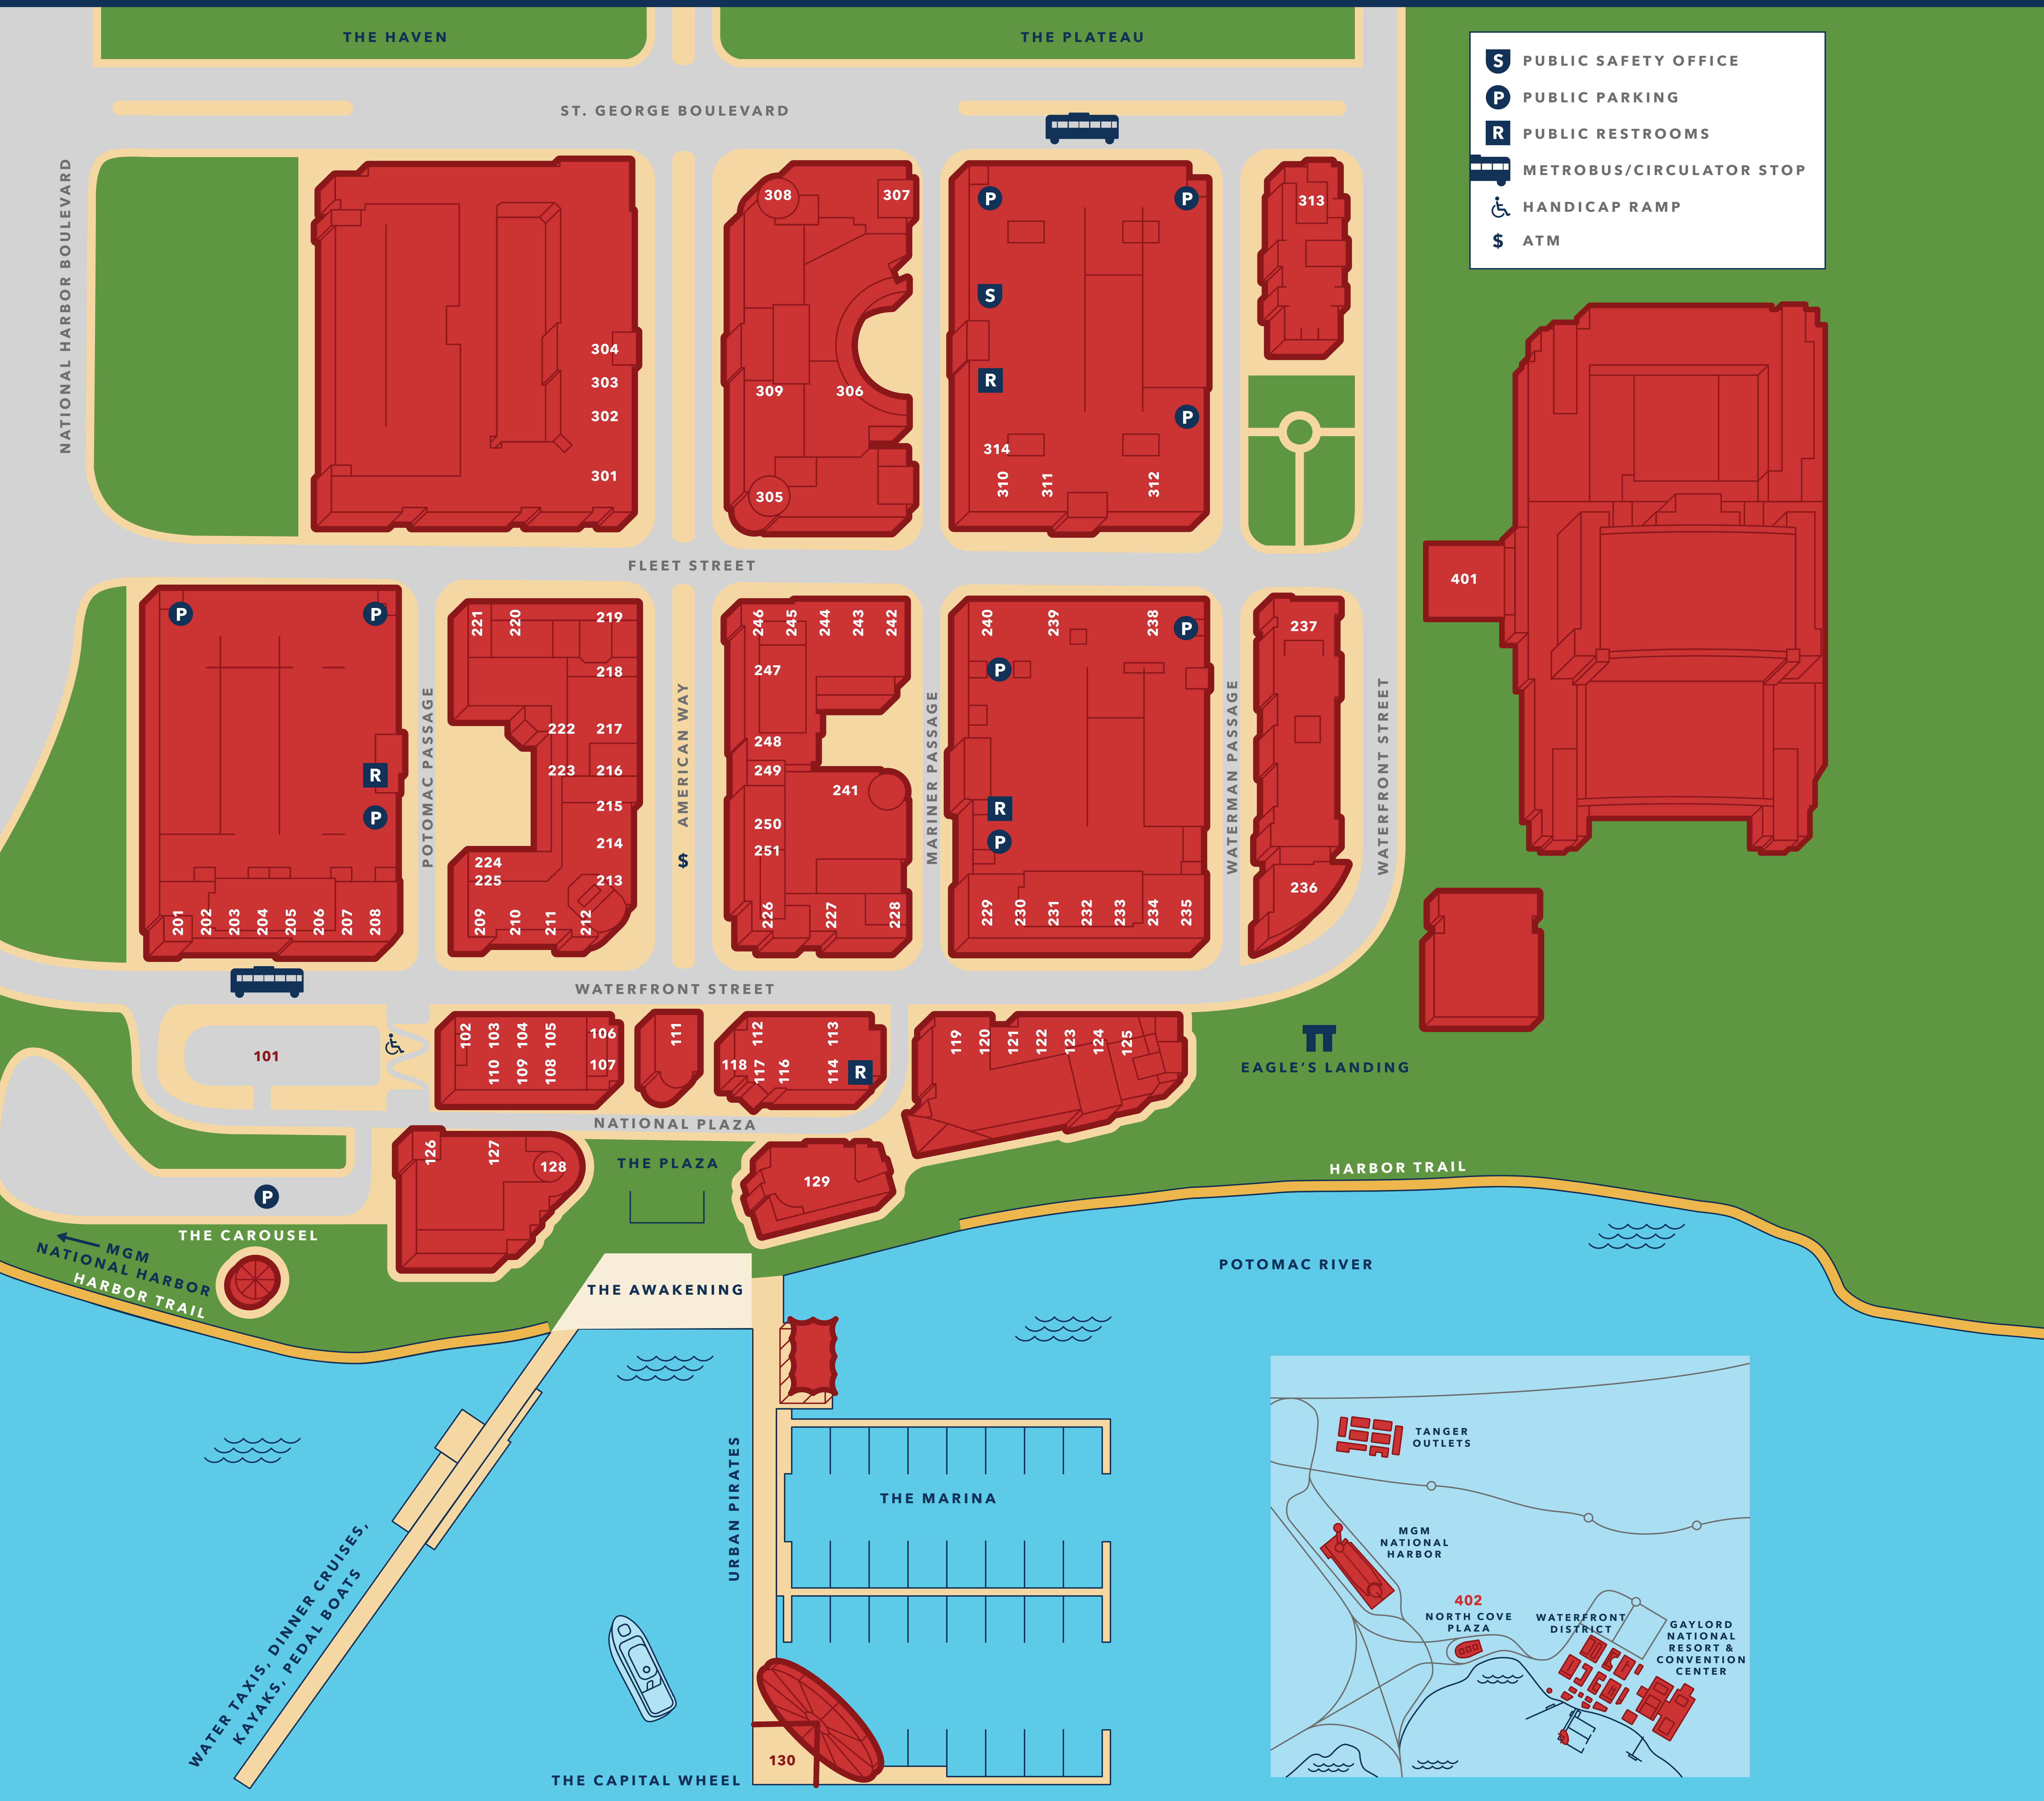 THE HAVEN
THE PLATEAU
S PUBLIC SAFETY OFFICE
P PUBLIC PARKING
R PUBLIC RESTROOMS
METROBUS/CIRCULATOR STOP
HANDICAP RAMP
$ ATM
ST. GEORGE BOULEVARD
NATIONAL HARBOR BOULEVARD
308
307
P
P
313
S
304
303
302
301
309
306
R
P
314
305
310
311
312
FLEET STREET
401
P
P
221
220
219
246
245
244
243
242
240
239
238
P
237
218
247
P
222
217
248
223
216
249
R
241
215
P
250
R
214
251
P
224
225
213
$
236
POTOMAC PASSAGE
AMERICAN WAY
MARINER PASSAGE
WATERMAN PASSAGE
WATERFRONT STREET
201
202
203
204
205
206
207
208
209
210
211
212
226
227
228
229
230
231
232
233
234
235
WATERFRONT STREET
101
102
103
104
105
106
111
112
113
119
120
121
122
123
124
125
110
109
108
107
118
117
116
114
R
EAGLE'S LANDING
NATIONAL PLAZA
126
127
128
THE PLAZA
129
HARBOR TRAIL
P
THE CAROUSEL
MGM
NATIONAL HARBOR
HARBOR TRAIL
THE AWAKENING
POTOMAC RIVER
URBAN PIRATES
THE MARINA
WATER TAXIS, DINNER CRUISES,
KAYAKS, PEDAL BOATS
130
THE CAPITAL WHEEL
TANGER
OUTLETS
MGM
NATIONAL
HARBOR
402
NORTH COVE
PLAZA
WATERFRONT
DISTRICT
GAYLORD
NATIONAL
RESORT &
CONVENTION
CENTER